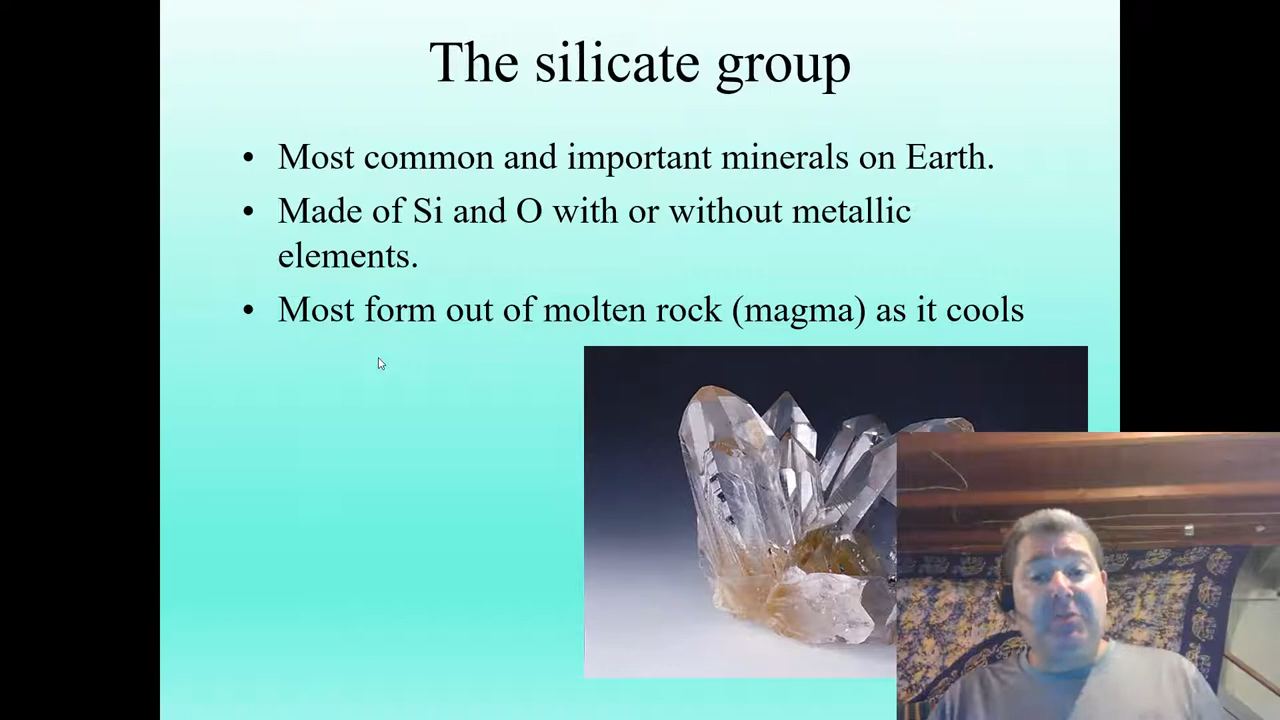 The silicate group
• Most common and important minerals on Earth.
• Made of Si and O with or without metallic
elements.
• Most form out of molten rock (magma) as it cools